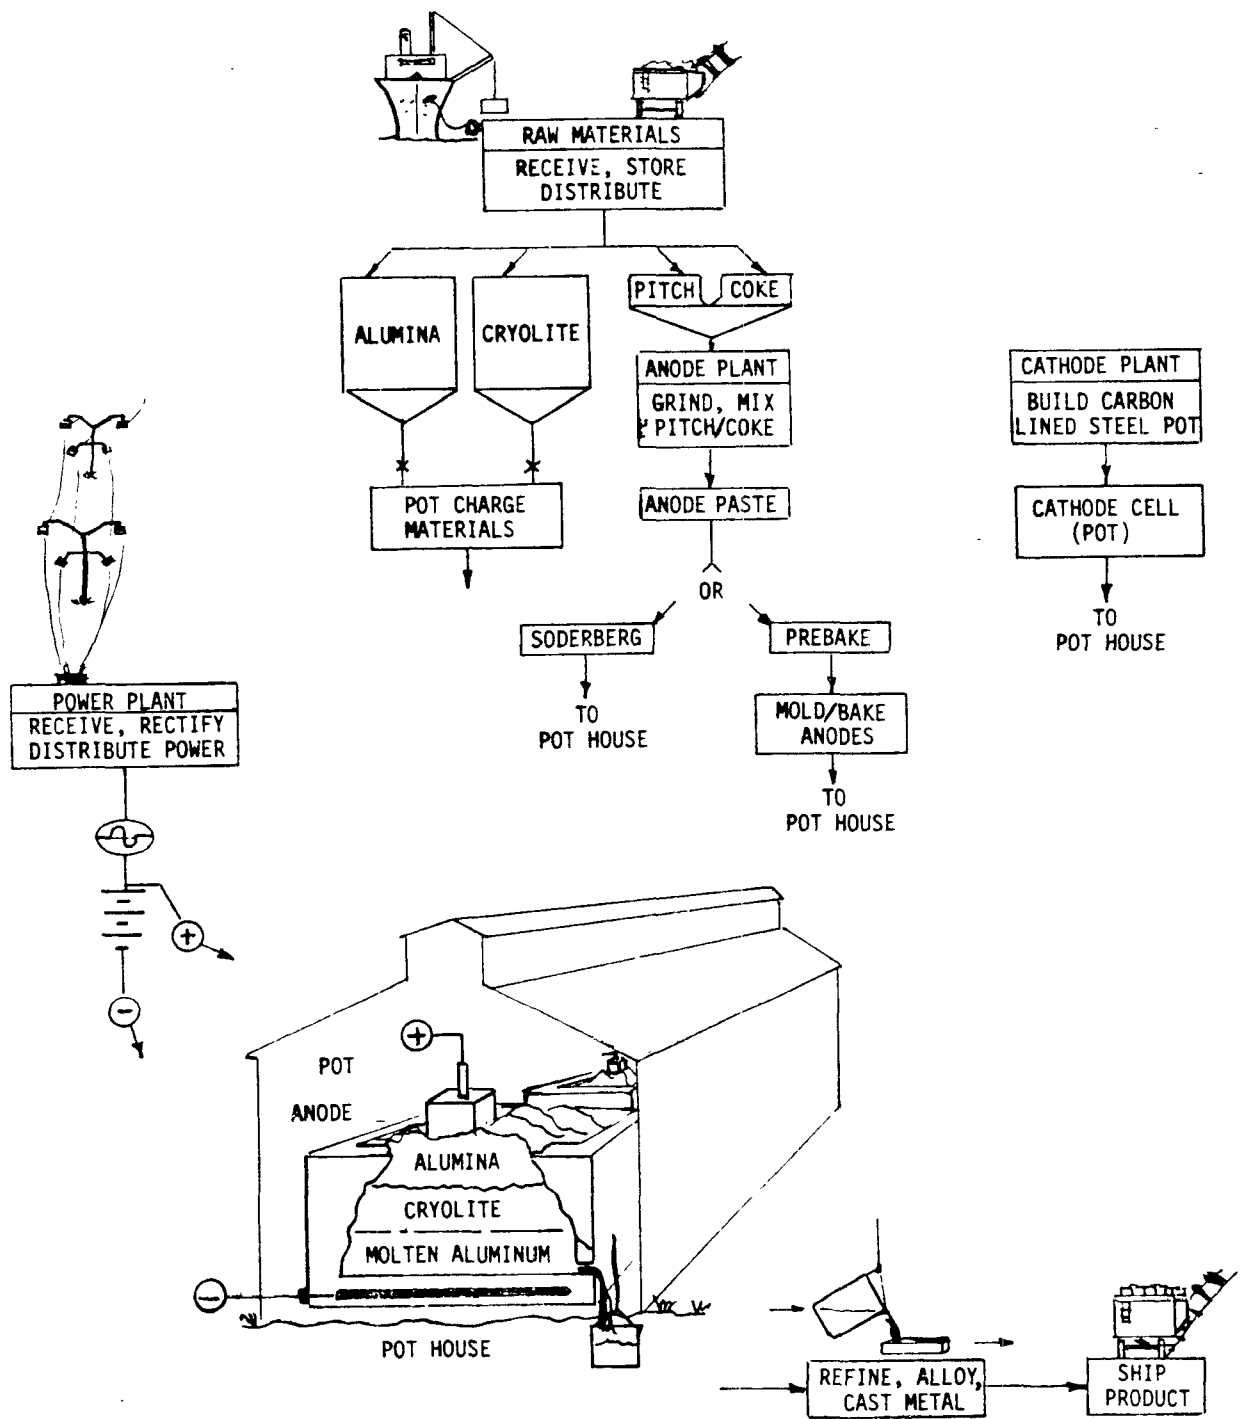 RAW MATERIALS
RECEIVE, STORE
DISTRIBUTE
ALUMINA
CRYOLITE
PITCH
COKE
ANODE PLANT
GRIND, MIX
PITCH/COKE
ANODE PASTE
OR
POT CHARGE
MATERIALS
CATHODE PLANT
BUILD CARBON
LINED STEEL POT
CATHODE CELL
(POT)
TO
POT HOUSE
SODERBERG
TO
POT HOUSE
PREBAKE
MOLD/BAKE
ANODES
TO
POT HOUSE
POWER PLANT
RECEIVE, RECTIFY
DISTRIBUTE POWER
+
-
+
POT
ANODE
ALUMINA
CRYOLITE
MOLTEN ALUMINUM
-
POT HOUSE
REFINE, ALLOY,
CAST METAL
SHIP
PRODUCT